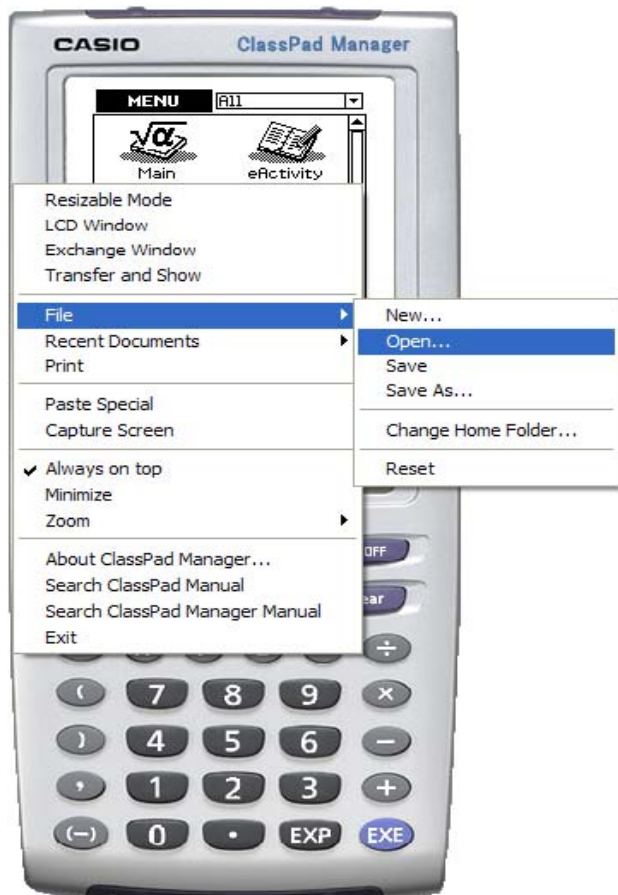 CASIO ClassPad Manager
MENU All
Main eActivity
Resizable Mode
LCD Window
Exchange Window
Transfer and Show
File
Recent Documents
Print
Paste Special
Capture Screen
Always on top
Minimize
Zoom
About ClassPad Manager...
Search ClassPad Manual
Search ClassPad Manager Manual
Exit
New...
Open...
Save
Save As...
Change Home Folder...
Reset
OFF
÷
( 7 8 9 ×
) 4 5 6 −
, 1 2 3 +
(−) 0 • EXP EXE